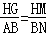 HG/AB = HM/BN